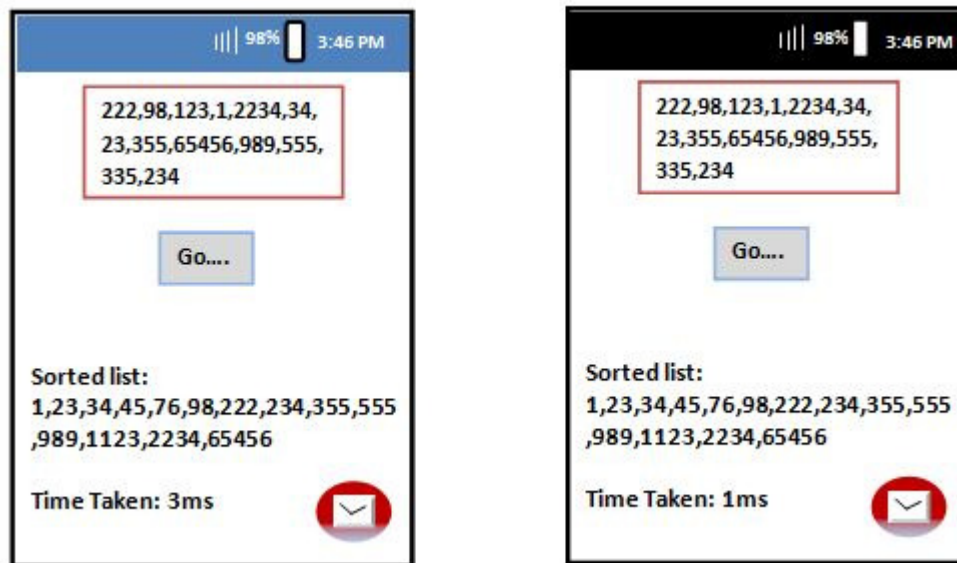 98% 3:46 PM
222,98,123,1,2234,34,
23,355,65456,989,555,
335,234
Go....
Sorted list:
1,23,34,45,76,98,222,234,355,555
,989,1123,2234,65456
Time Taken: 3ms
98% 3:46 PM
222,98,123,1,2234,34,
23,355,65456,989,555,
335,234
Go....
Sorted list:
1,23,34,45,76,98,222,234,355,555
,989,1123,2234,65456
Time Taken: 1ms